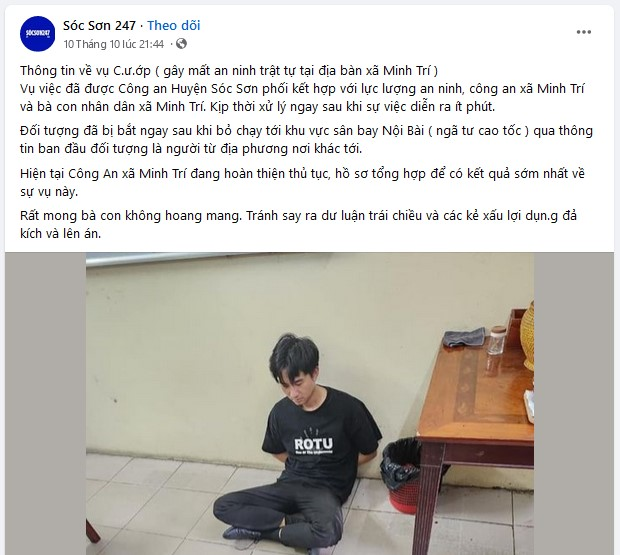 SOCSON247
Sóc Sơn 247 · Theo dõi
10 Tháng 10 lúc 21:44 ·
Thông tin về vụ C.ư.ớp ( gây mất an ninh trật tự tại địa bàn xã Minh Trí )
Vụ việc đã được Công an Huyện Sóc Sơn phối kết hợp với lực lượng an ninh, công an xã Minh Trí
và bà con nhân dân xã Minh Trí. Kịp thời xử lý ngay sau khi sự việc diễn ra ít phút.
Đối tượng đã bị bắt ngay sau khi bỏ chạy tới khu vực sân bay Nội Bài ( ngã tư cao tốc ) qua thông
tin ban đầu đối tượng là người từ địa phương nơi khác tới.
Hiện tại Công An xã Minh Trí đang hoàn thiện thủ tục, hồ sơ tổng hợp để có kết quả sớm nhất về
sự vụ này.
Rất mong bà con không hoang mang. Tránh say ra dư luận trái chiều và các kẻ xấu lợi dụn.g đả
kích và lên án.
ROTU